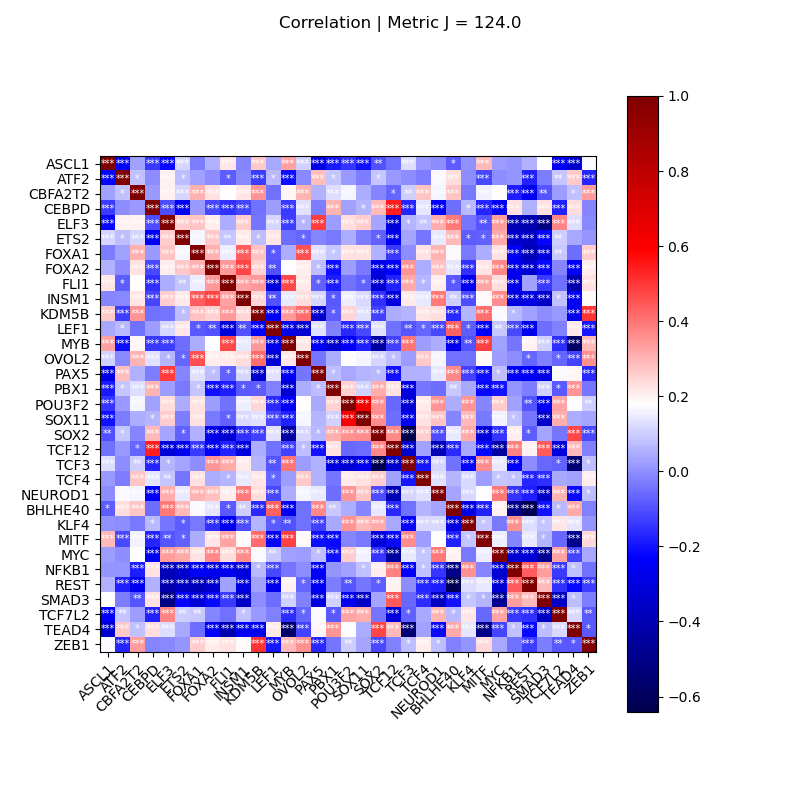 Correlation | Metric J = 124.0
ASCL1
ATF2
CBFA2T2
CEBPD
ELF3
ETS2
FOXA1
FOXA2
FLI1
INSM1
KDM5B
LEF1
MYB
OVOL2
PAX5
PBX1
POU3F2
SOX11
SOX2
TCF12
TCF3
TCF4
NEUROD1
BHLHE40
KLF4
MITF
MYC
NFKB1
REST
SMAD3
TCF7L2
TEAD4
ZEB1
ASCL1 ATF2 CBFA2T2 CEBPD ELF3 ETS2 FOXA1 FOXA2 FLI1 INSM1 KDM5B LEF1 MYB OVOL2 PAX5 PBX1 POU3F2 SOX11 SOX2 TCF12 TCF3 TCF4 NEUROD1 BHLHE40 KLF4 MITF MYC NFKB1 REST SMAD3 TCF7L2 TEAD4 ZEB1
1.0
0.8
0.6
0.4
0.2
0.0
−0.2
−0.4
−0.6